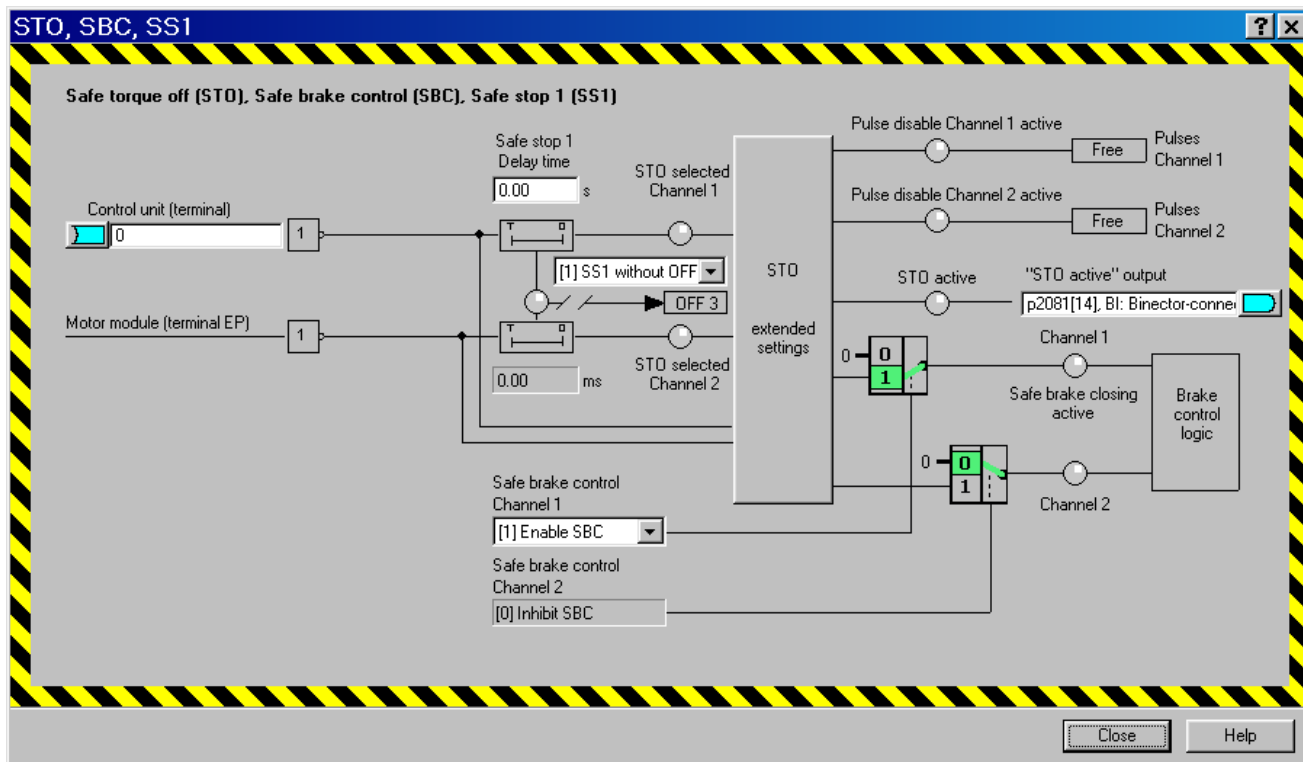 STO, SBC, SS1
?
Safe torque off (STO), Safe brake control (SBC), Safe stop 1 (SS1)
Safe stop 1
Delay time
0.00 s
STO selected
Channel 1
Control unit (terminal)
0
1
T 0
[1] SS1 without OFF
OFF 3
Motor module (terminal EP)
1
T 0
0.00 ms
STO selected
Channel 2
STO
extended
settings
Pulse disable Channel 1 active
Free
Pulses
Channel 1
Pulse disable Channel 2 active
Free
Pulses
Channel 2
STO active
"STO active" output
p2081[14], BI: Binector-conne
0
0
1
Channel 1
Safe brake closing
active
Brake
control
logic
0
0
1
Channel 2
Safe brake control
Channel 1
[1] Enable SBC
Safe brake control
Channel 2
[0] Inhibit SBC
Close
Help